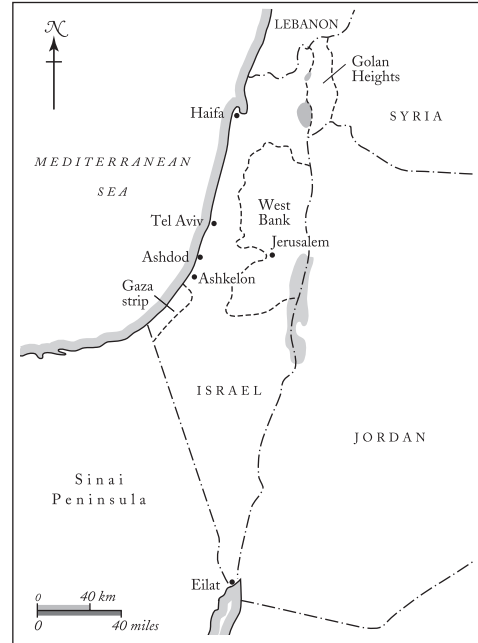 N
LEBANON
Golan
Heights
Haifa
SYRIA
MEDITERRANEAN
SEA
West
Bank
Tel Aviv
Jerusalem
Ashdod
Ashkelon
Gaza
strip
ISRAEL
JORDAN
Sinai
Peninsula
Eilat
0 40 km
0 40 miles